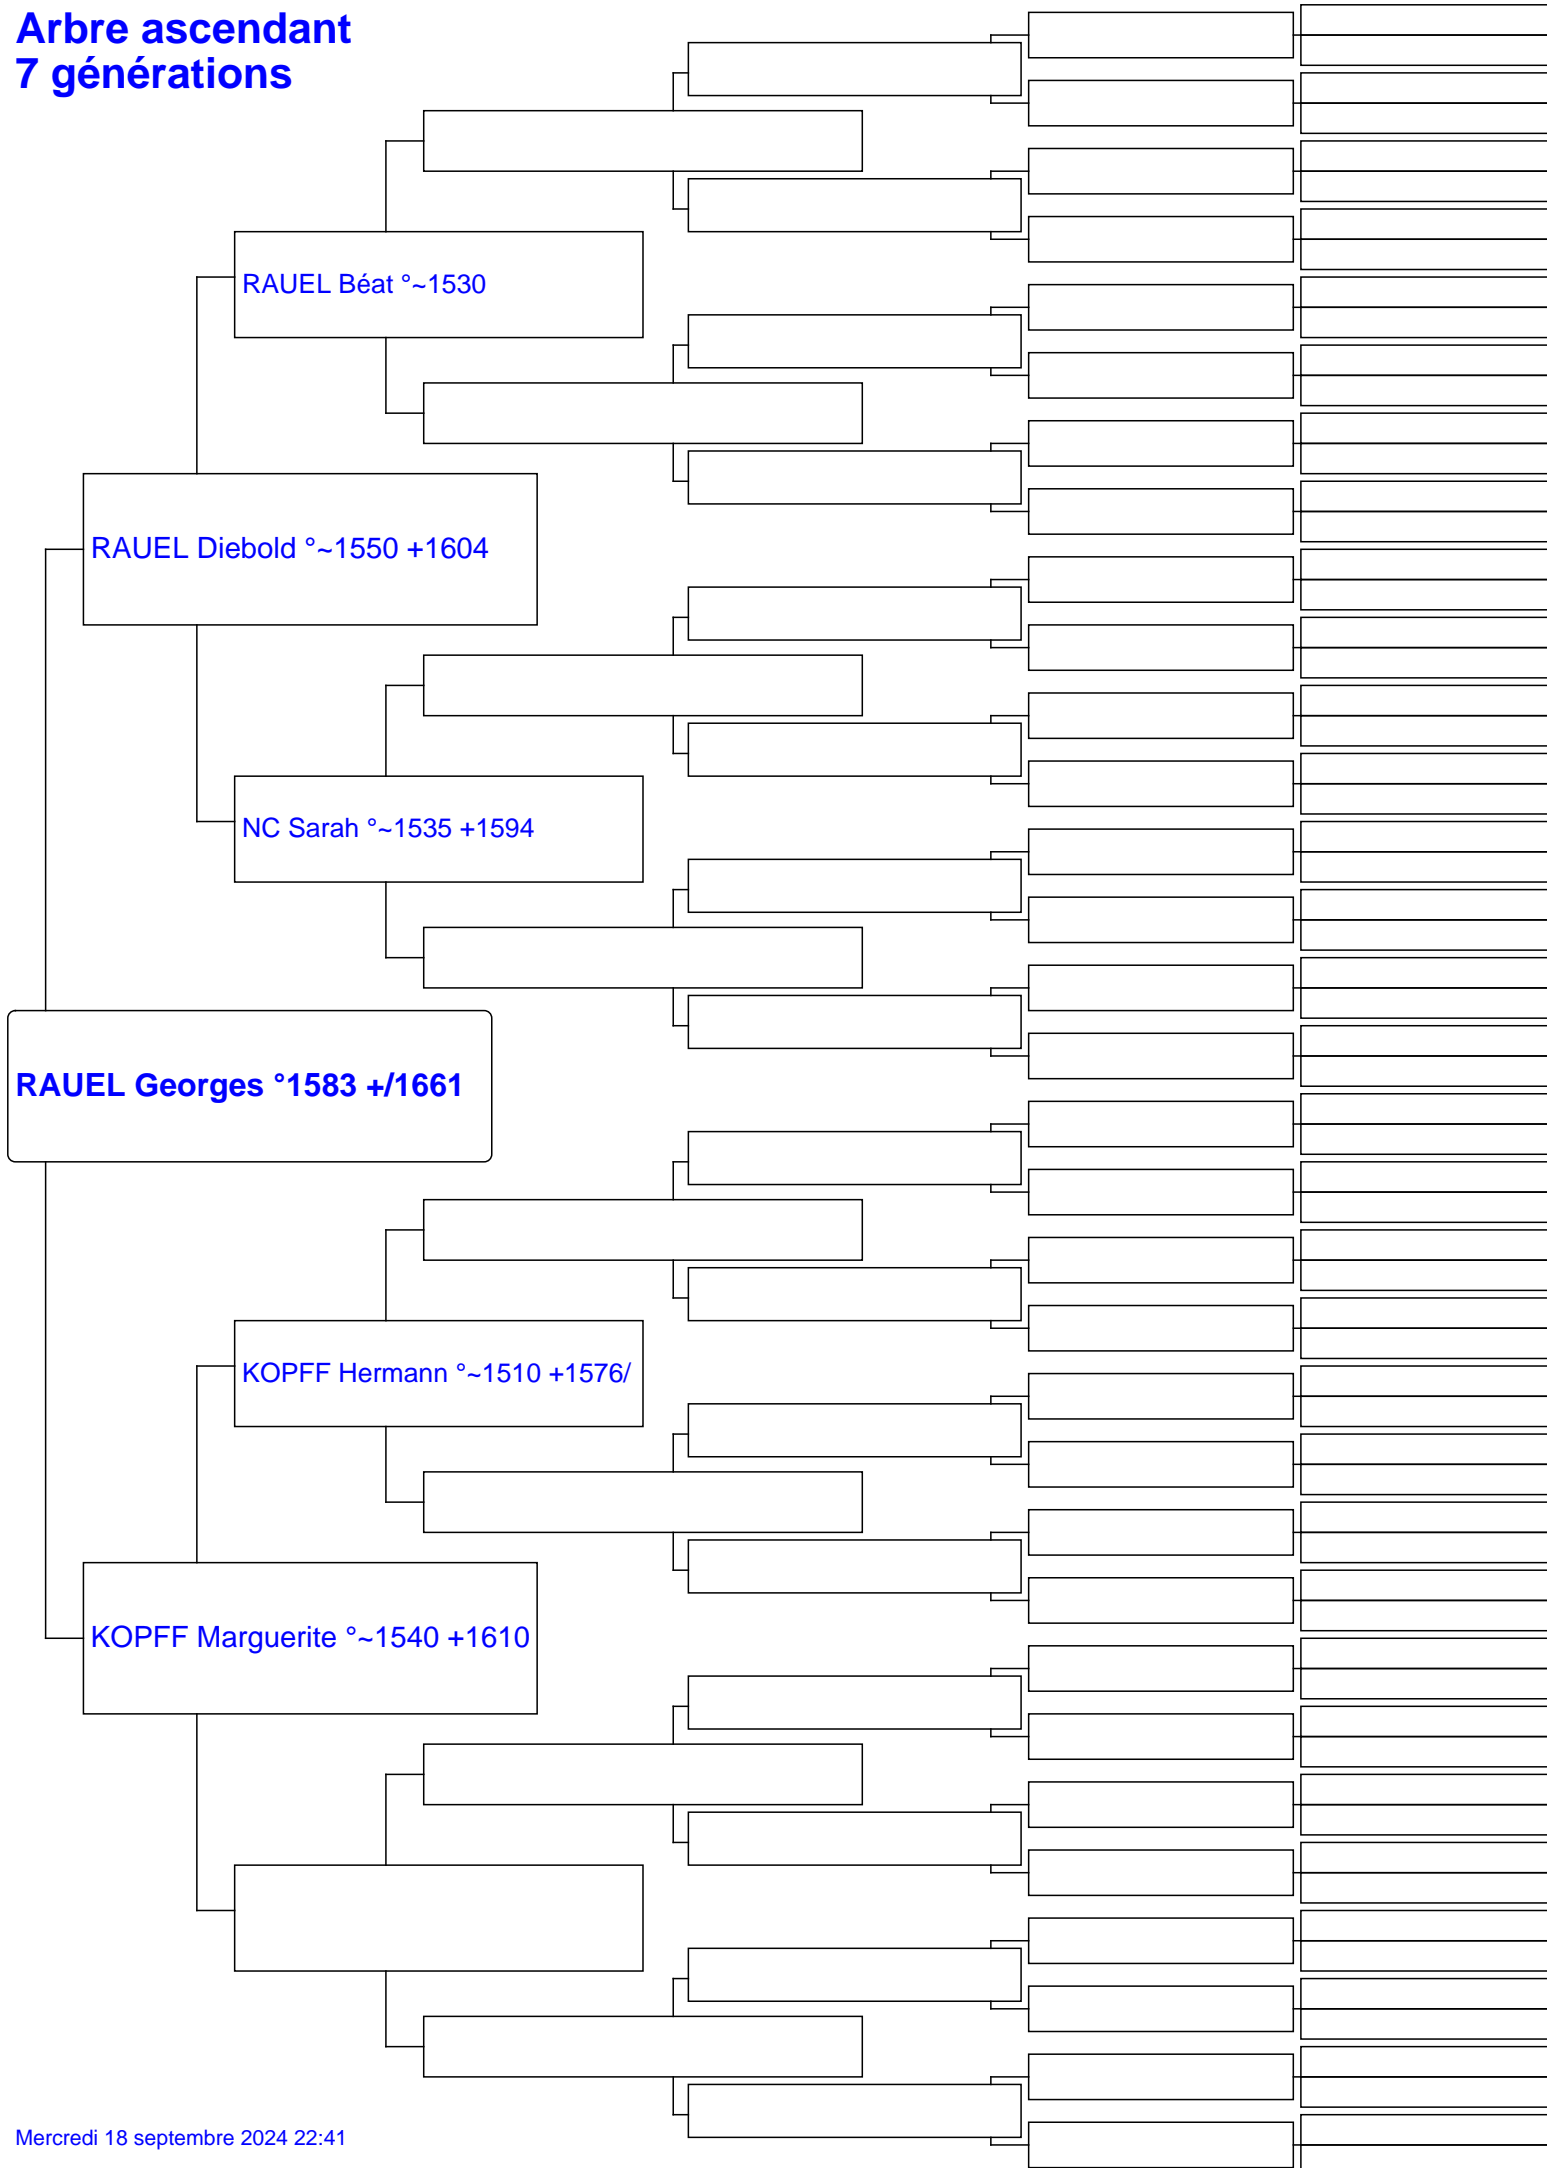 Arbre ascendant
7 générations
RAUEL Béat °~1530
RAUEL Diebold °~1550 +1604
NC Sarah °~1535 +1594
RAUEL Georges °1583 +/1661
KOPFF Hermann °~1510 +1576/
KOPFF Marguerite °~1540 +1610
Mercredi 18 septembre 2024 22:41